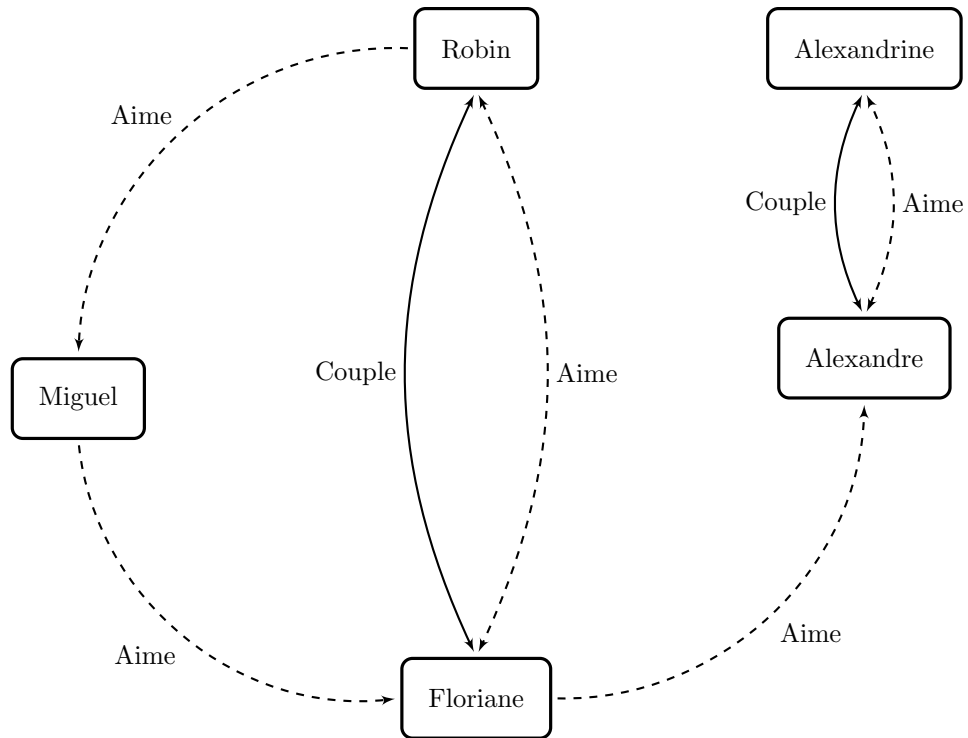 Robin
Alexandrine
Aime
Couple
Aime
Couple
Aime
Alexandre
Miguel
Aime
Aime
Floriane